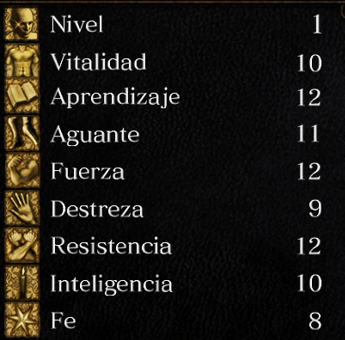 Nivel 1
Vitalidad 10
Aprendizaje 12
Aguante 11
Fuerza 12
Destreza 9
Resistencia 12
Inteligencia 10
Fe 8